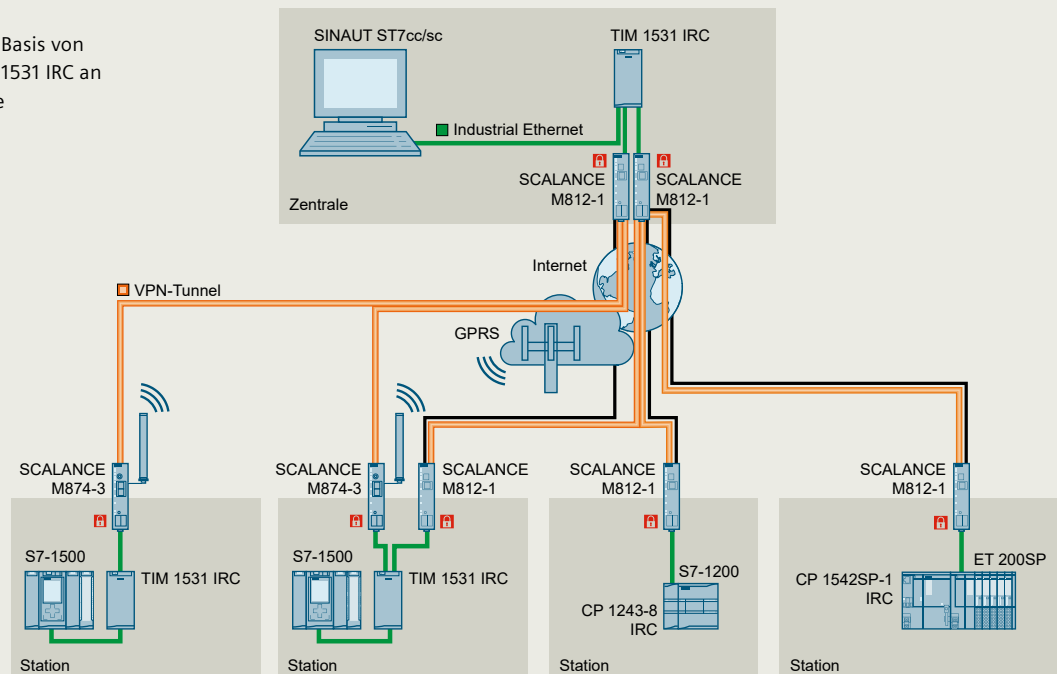 Basis von
1531 IRC an
e
SINAUT ST7cc/sc
TIM 1531 IRC
Industrial Ethernet
SCALANCE
M812-1
SCALANCE
M812-1
Zentrale
Internet
VPN-Tunnel
GPRS
SCALANCE
M874-3
SCALANCE
M874-3
SCALANCE
M812-1
SCALANCE
M812-1
SCALANCE
M812-1
S7-1500
TIM 1531 IRC
Station
S7-1500
TIM 1531 IRC
Station
S7-1200
CP 1243-8
IRC
Station
ET 200SP
CP 1542SP-1
IRC
Station